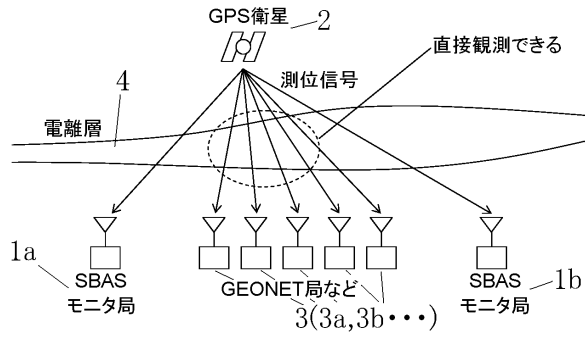 GPS衛星
2
直接観測できる
測位信号
4
電離層
1a
SBAS
モニタ局
GEONET局など
3(3a,3b・・・)
SBAS
モニタ局
1b